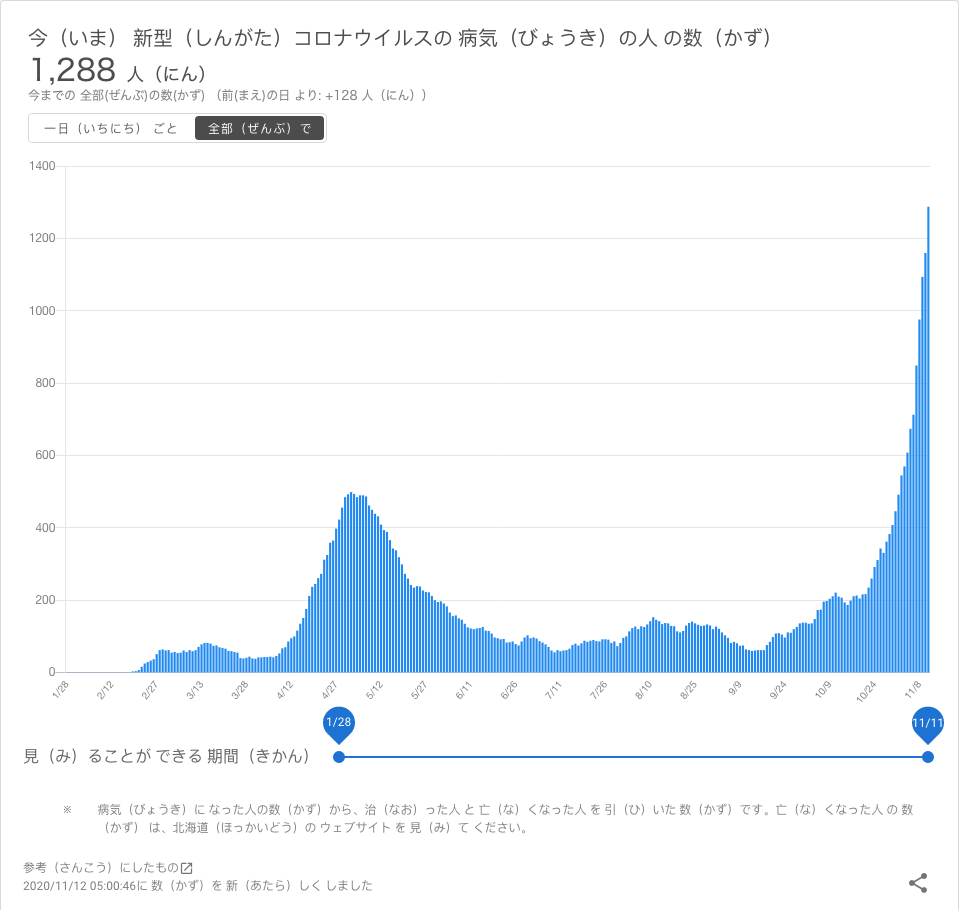 今（いま） 新型（しんがた）コロナウイルスの 病気（びょうき）の人 の数（かず）
1,288 人（にん）
今までの 全部(ぜんぶ)の数(かず) （前(まえ)の日 より: +128 人（にん））
一日（いちにち） ごと 全部（ぜんぶ）で
1400
1200
1000
800
600
400
200
0
1/28 2/12 2/27 3/13 3/28 4/12 4/27 5/12 5/27 6/11 6/26 7/11 7/26 8/10 8/25 9/9 9/24 10/9 10/24 11/8
1/28 11/11
見（み）ることが できる 期間（きかん）
※ 病気（びょうき）に なった人の数（かず）から、治（なお）った人 と 亡（な）くなった人 を 引（ひ）いた 数（かず）です。亡（な）くなった人 の 数
（かず） は、北海道（ほっかいどう）の ウェブサイト を 見（み）て ください。
参考（さんこう）にしたもの
2020/11/12 05:00:46に 数（かず）を 新（あたら）しく しました